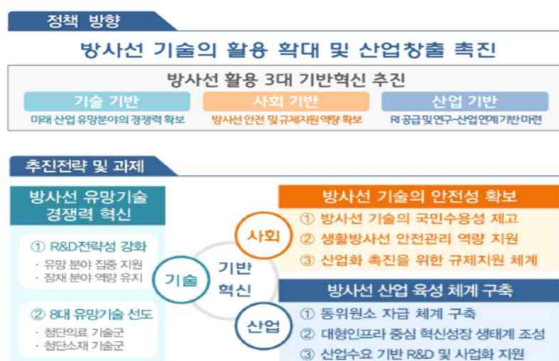 정책 방향
방사선 기술의 활용 확대 및 산업창출 촉진
방사선 활용 3대 기반혁신 추진
기술 기반
미래 산업 유망분야의 경쟁력 확보
사회 기반
방사선 안전 및 규제지원 역량 확보
산업 기반
RI 공급 및 연구-산업 연계 기반 마련
추진전략 및 과제
방사선 유망기술
경쟁력 혁신
① R&D전략성 강화
· 유망 분야 집중 지원
· 잠재 분야 역량 유지
② 8대 유망기술 선도
· 첨단의료 기술군
· 첨단소재 기술군
기술
사회
산업
기반
혁신
방사선 기술의 안전성 확보
① 방사선 기술의 국민수용성 제고
② 생활방사선 안전관리 역량 지원
③ 산업화 촉진을 위한 규제지원 체계
방사선 산업 육성 체계 구축
① 동위원소 자급 체계 구축
② 대형인프라 중심 혁신성장 생태계 조성
③ 산업수요 기반 R&D 및 사업화 지원